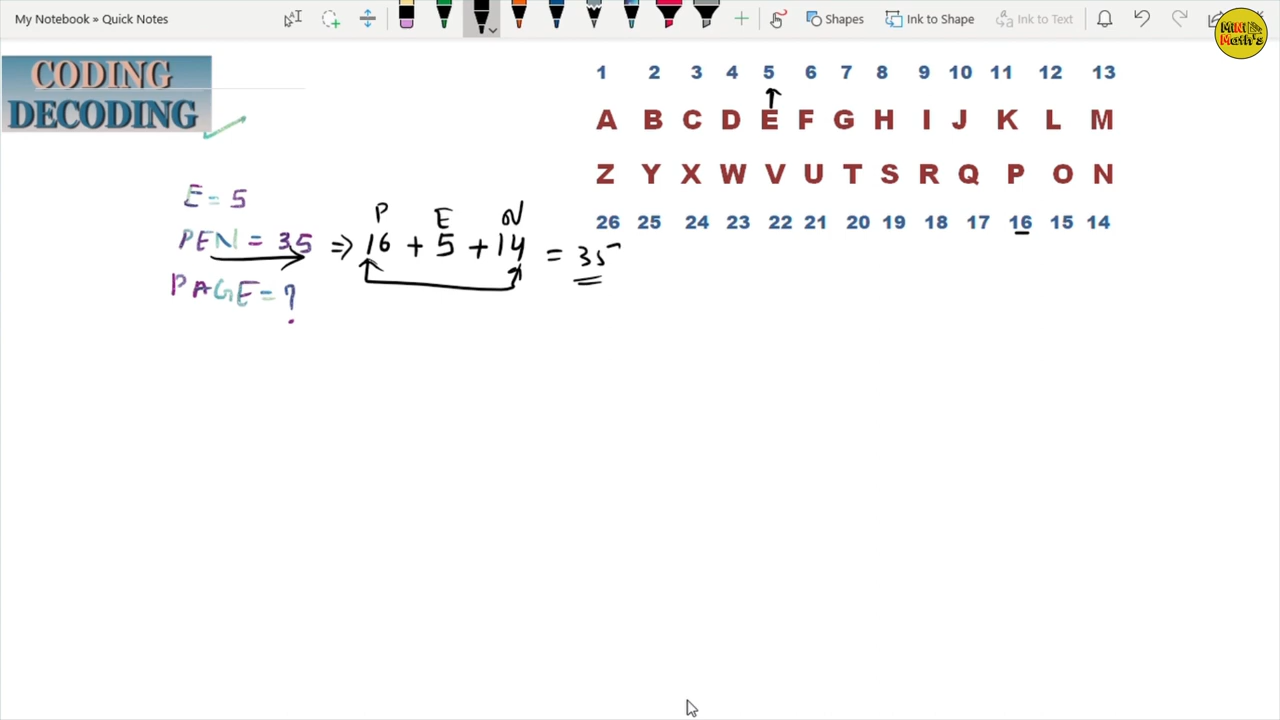 My Notebook » Quick Notes
Shapes
Ink to Shape
Ink to Text
MiNi
Math's
CODING
DECODING
1 2 3 4 5 6 7 8 9 10 11 12 13
A B C D E F G H I J K L M
Z Y X W V U T S R Q P O N
26 25 24 23 22 21 20 19 18 17 16 15 14
E = 5
P E N
PEN = 35 ⇒ 16 + 5 + 14 = 35
PAGE = ?